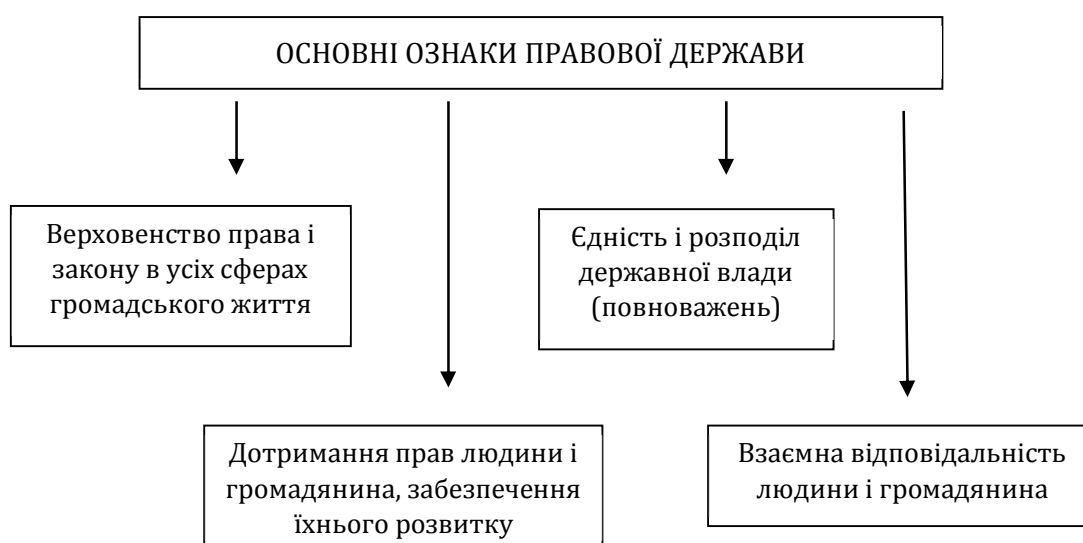 ОСНОВНІ ОЗНАКИ ПРАВОВОЇ ДЕРЖАВИ
Верховенство права і
закону в усіх сферах
громадського життя
Єдність і розподіл
державної влади
(повноважень)
Дотримання прав людини і
громадянина, забезпечення
їхнього розвитку
Взаємна відповідальність
людини і громадянина